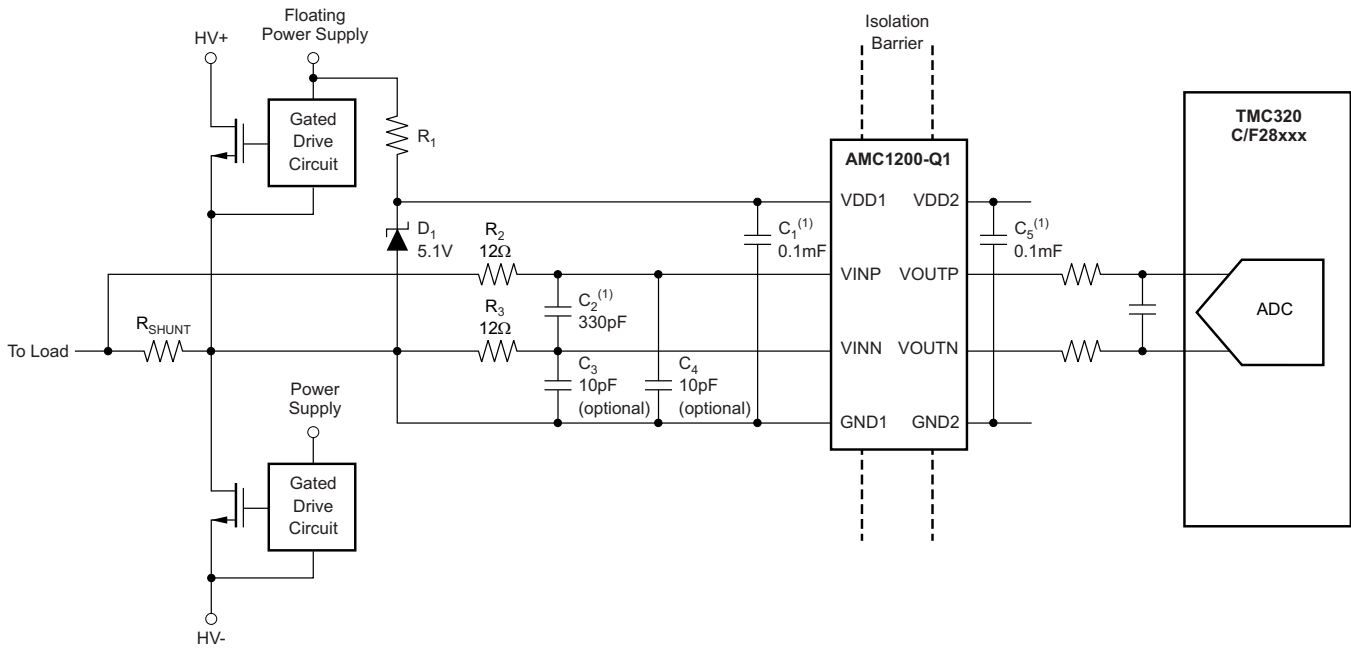 Floating
Power Supply
HV+
Isolation
Barrier
Gated
Drive
Circuit
R1
TMC320
C/F28xxx
AMC1200-Q1
VDD1 VDD2
D1
5.1V
R2
12Ω
C1(1)
0.1mF
C5(1)
0.1mF
VINP VOUTP
C2(1)
330pF
R3
12Ω
ADC
To Load
RSHUNT
VINN VOUTN
C3
10pF
(optional)
C4
10pF
(optional)
Power
Supply
GND1 GND2
Gated
Drive
Circuit
HV-